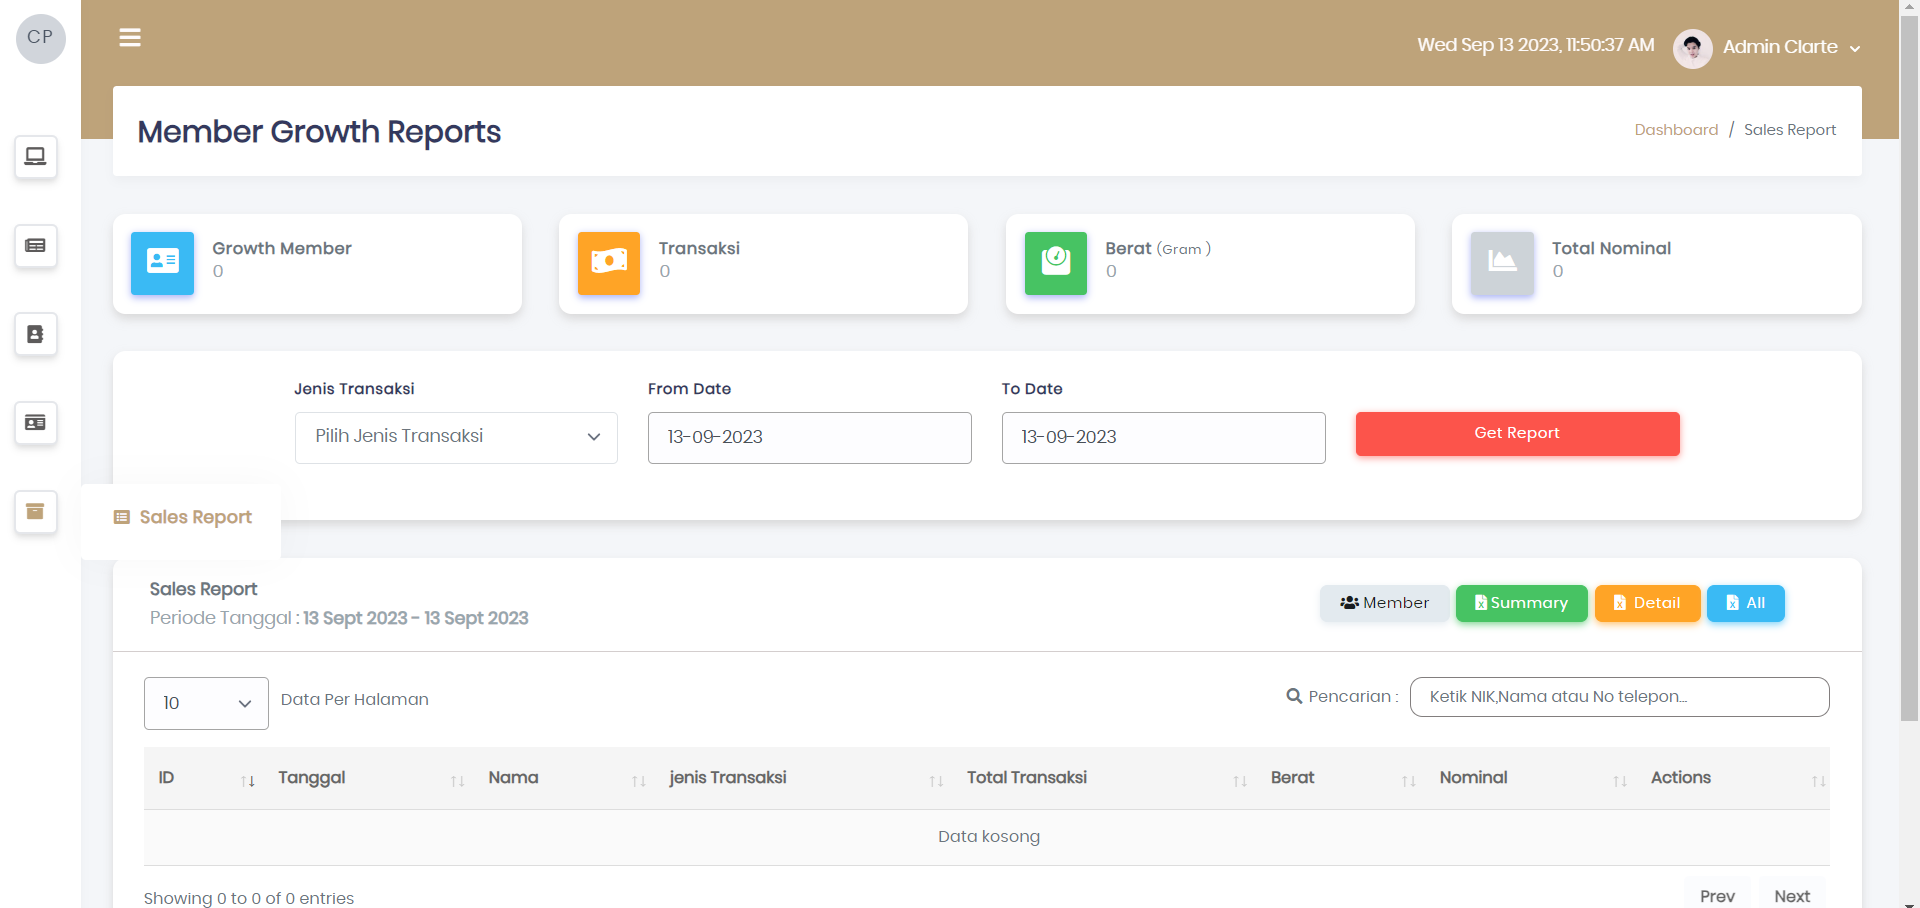 CP
Wed Sep 13 2023, 11:50:37 AM
Admin Clarte
Member Growth Reports
Dashboard / Sales Report
Growth Member
0
Transaksi
0
Berat (Gram )
0
Total Nominal
0
Jenis Transaksi
Pilih Jenis Transaksi
From Date
13-09-2023
To Date
13-09-2023
Get Report
Sales Report
Sales Report
Periode Tanggal : 13 Sept 2023 - 13 Sept 2023
Member
Summary
Detail
All
10
Data Per Halaman
Pencarian :
Ketik NIK,Nama atau No telepon...
ID Tanggal Nama jenis Transaksi Total Transaksi Berat Nominal Actions
Data kosong
Showing 0 to 0 of 0 entries
Prev
Next